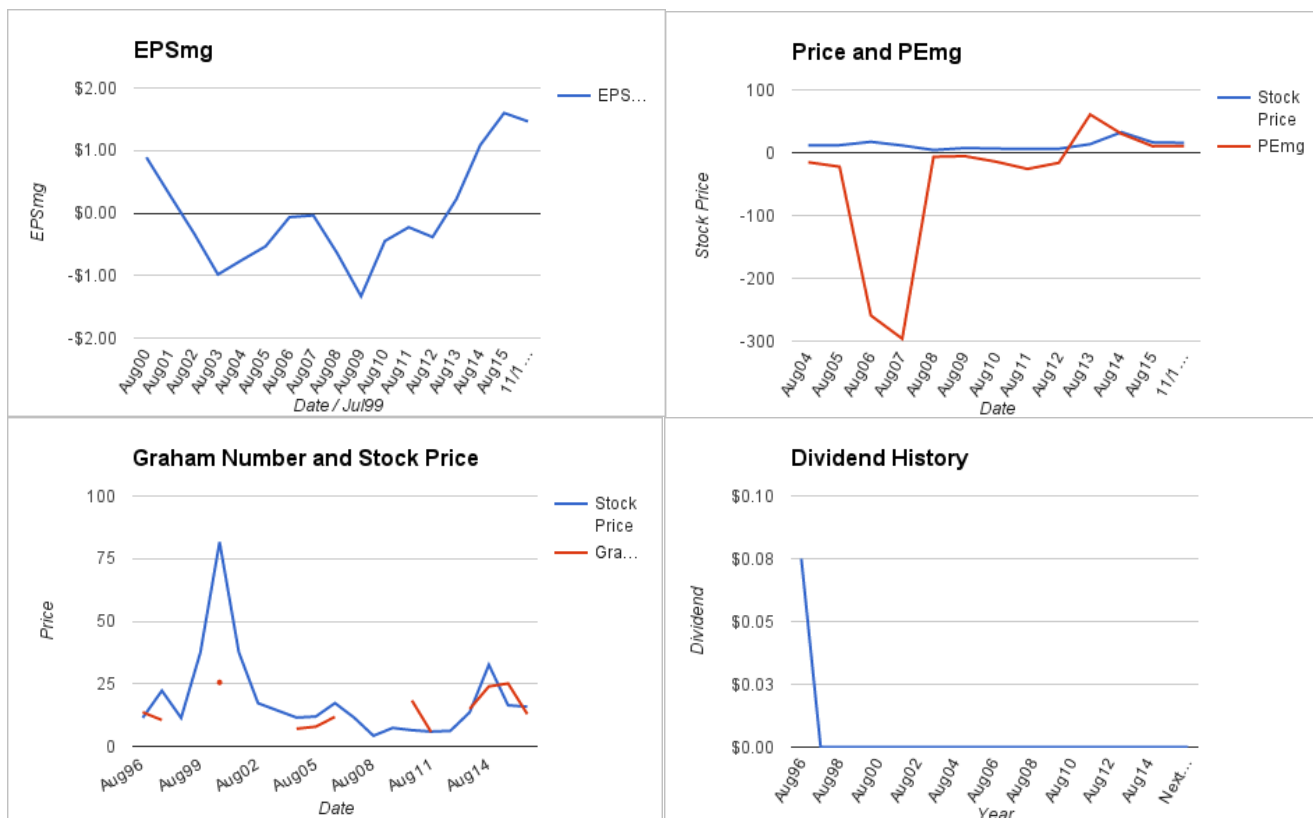 EPSmg
$2.00
$1.00
$0.00
-$1.00
-$2.00
EPSmg
EPS...
Aug00
Aug01
Aug02
Aug03
Aug04
Aug05
Aug06
Aug07
Aug08
Aug09
Aug10
Aug11
Aug12
Aug13
Aug14
Aug15
11/1...
Date / Jul99
Price and PEmg
100
0
-100
-200
-300
Stock Price
Stock
Price
PEmg
Aug04
Aug05
Aug06
Aug07
Aug08
Aug09
Aug10
Aug11
Aug12
Aug13
Aug14
Aug15
11/1...
Date
Graham Number and Stock Price
100
75
50
25
0
Price
Stock
Price
Gra...
Aug96
Aug99
Aug02
Aug05
Aug08
Aug11
Aug14
Date
Dividend History
$0.10
$0.08
$0.05
$0.03
$0.00
Dividend
Aug96
Aug98
Aug00
Aug02
Aug04
Aug06
Aug08
Aug10
Aug12
Aug14
Next...
Year